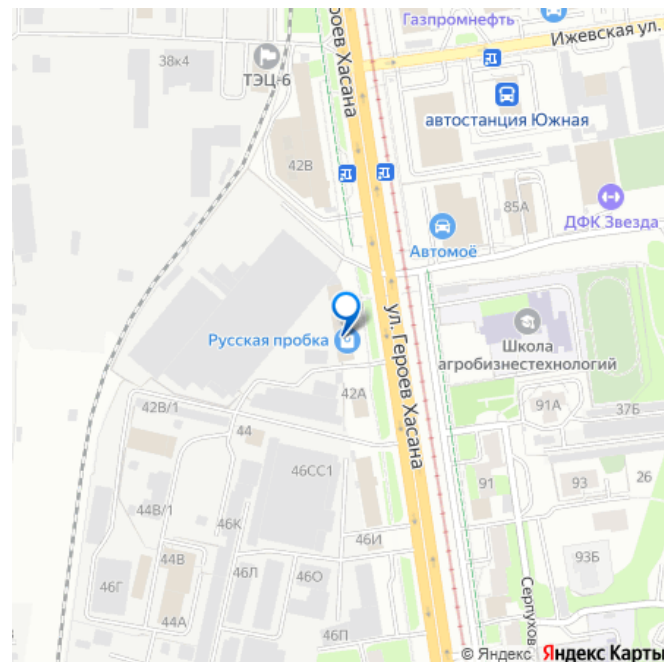 Газпромнефть
Ижевская ул.
38к4
ТЭЦ-6
ероев Хасана
автостанция Южная
42В
85А
ДФК Звезда
Автомоё
Русская пробка
ул. Героев Хасана
Школа
агробизнестехнологий
42А
91А
37Б
42В/1
44
46СС1
91
93
26
44В/1
46К
46И
44В
46Л
46О
93Б
46Г
44А
46П
Серпухов
© Яндекс Яндекс Карты